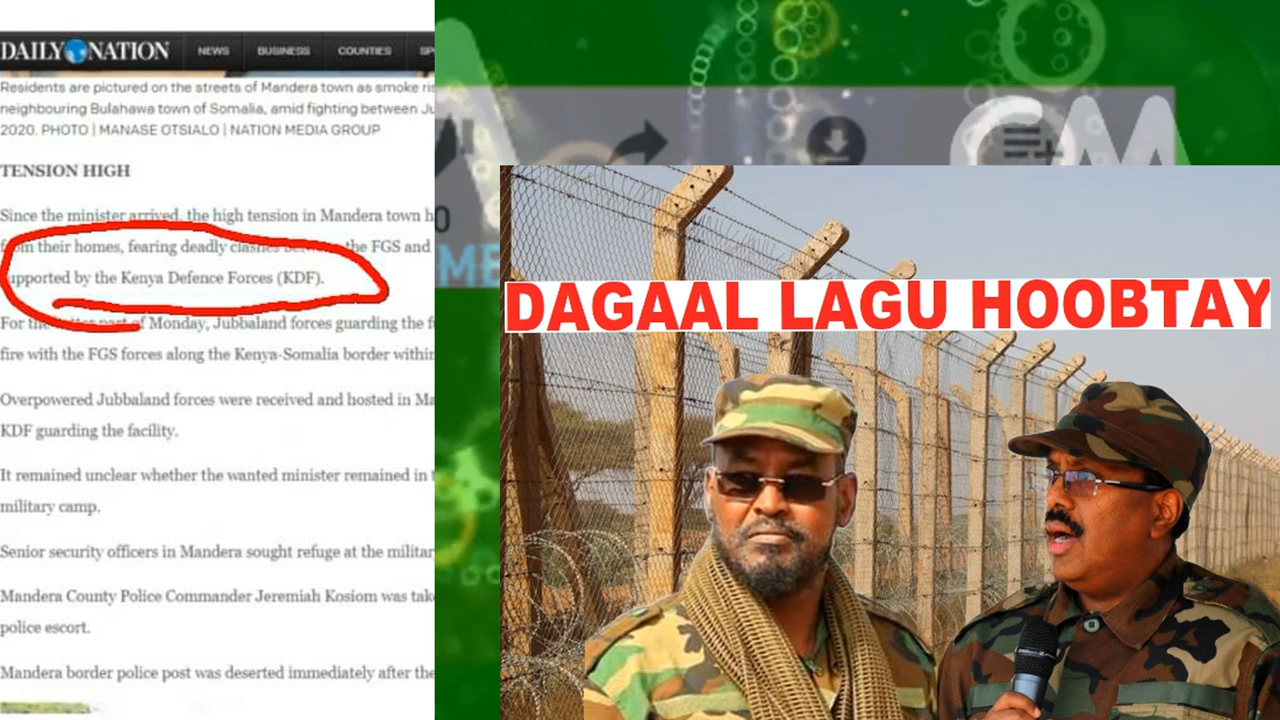 DAILY NATION NEWS BUSINESS COUNTIES
Residents are pictured on the streets of Mandera town as smoke
neighbouring Bulahawa town of Somalia, amid fighting between
2020. PHOTO | MANASE OTSIALO | NATION MEDIA GROUP
TENSION HIGH
Since the minister arrived, the high tension in Mandera town
from their homes, fearing deadly clashes the FGS and
supported by the Kenya Defence Forces (KDF).
For the latter part of Monday, Jubbaland forces guarding the
fire with the FGS forces along the Kenya-Somalia border within
Overpowered Jubbaland forces were received and hosted in
KDF guarding the facility.
It remained unclear whether the wanted minister remained in
military camp.
Senior security officers in Mandera sought refuge at the
Mandera County Police Commander Jeremiah Kosiom was
police escort.
Mandera border police post was deserted immediately after the
DAGAAL LAGU HOOBTAY